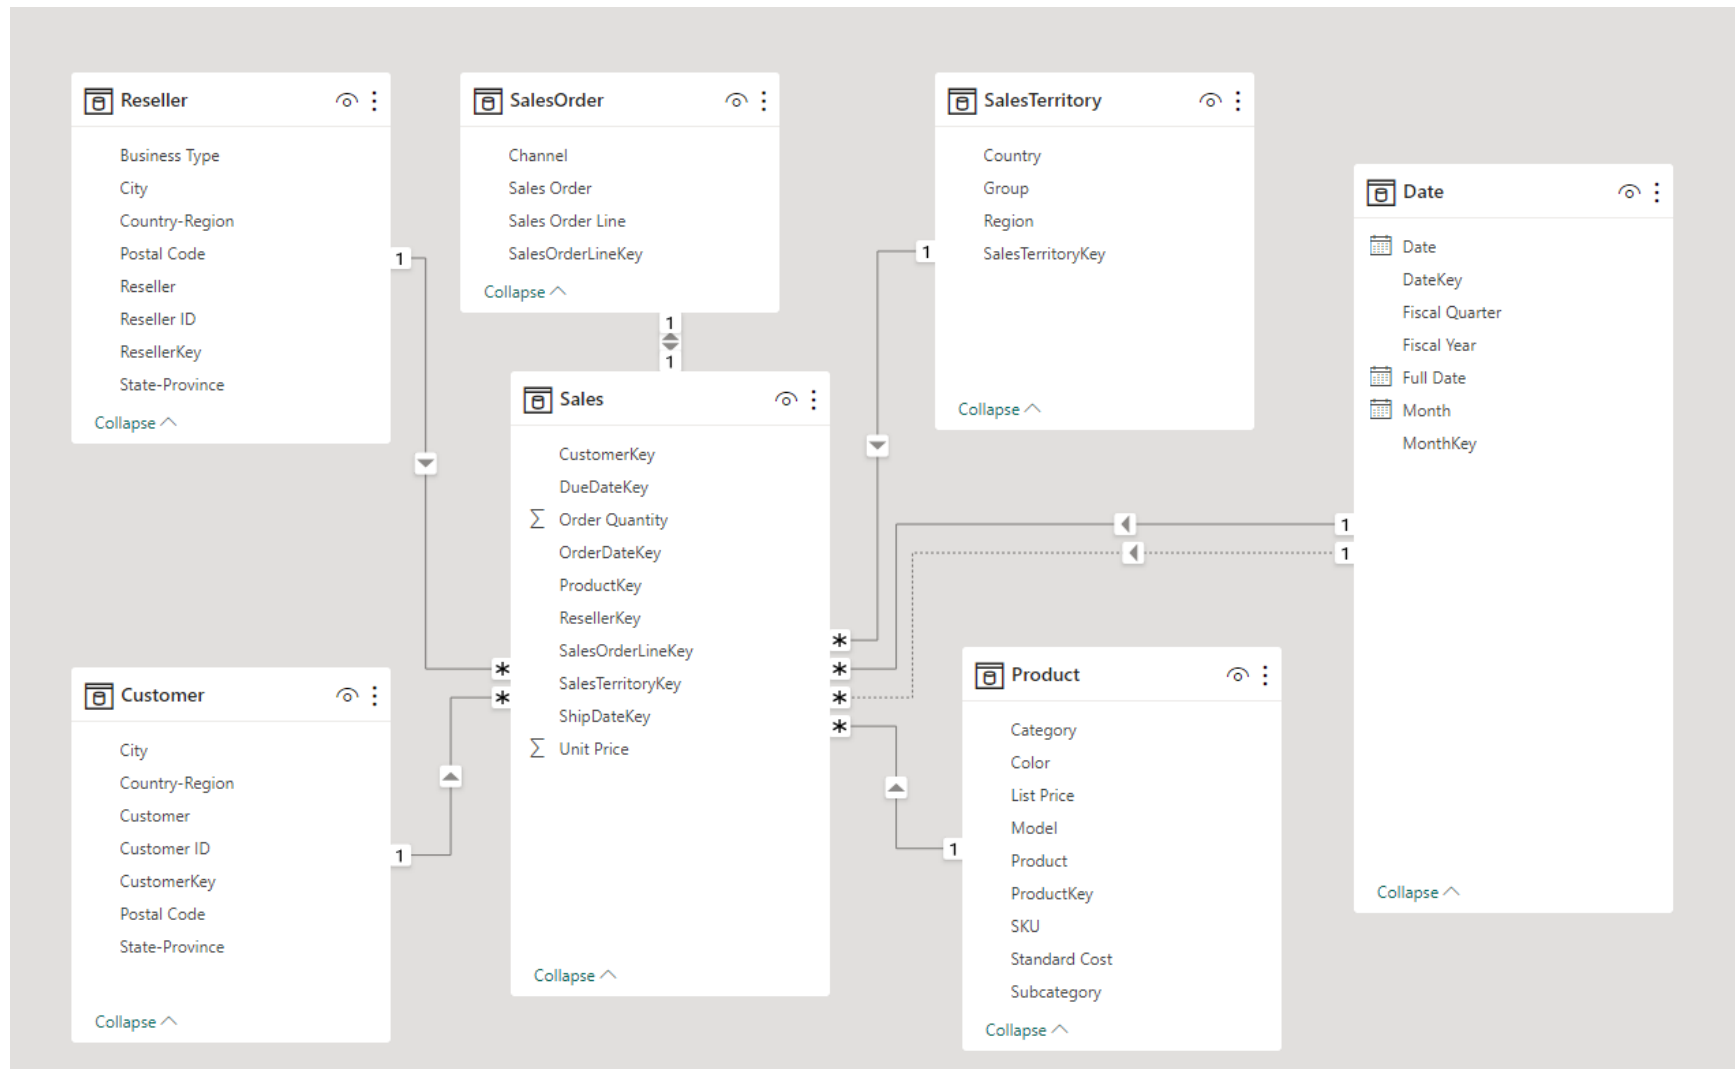 Reseller
Business Type
City
Country-Region
Postal Code
Reseller
Reseller ID
ResellerKey
State-Province
Collapse
SalesOrder
Channel
Sales Order
Sales Order Line
SalesOrderLineKey
Collapse
SalesTerritory
Country
Group
Region
SalesTerritoryKey
Collapse
Date
Date
DateKey
Fiscal Quarter
Fiscal Year
Full Date
Month
MonthKey
Collapse
Sales
CustomerKey
DueDateKey
∑ Order Quantity
OrderDateKey
ProductKey
ResellerKey
SalesOrderLineKey
SalesTerritoryKey
ShipDateKey
∑ Unit Price
Collapse
Customer
City
Country-Region
Customer
Customer ID
CustomerKey
Postal Code
State-Province
Collapse
Product
Category
Color
List Price
Model
Product
ProductKey
SKU
Standard Cost
Subcategory
Collapse
1
1
1
1
1
1
1
1
*
*
*
*
*
*